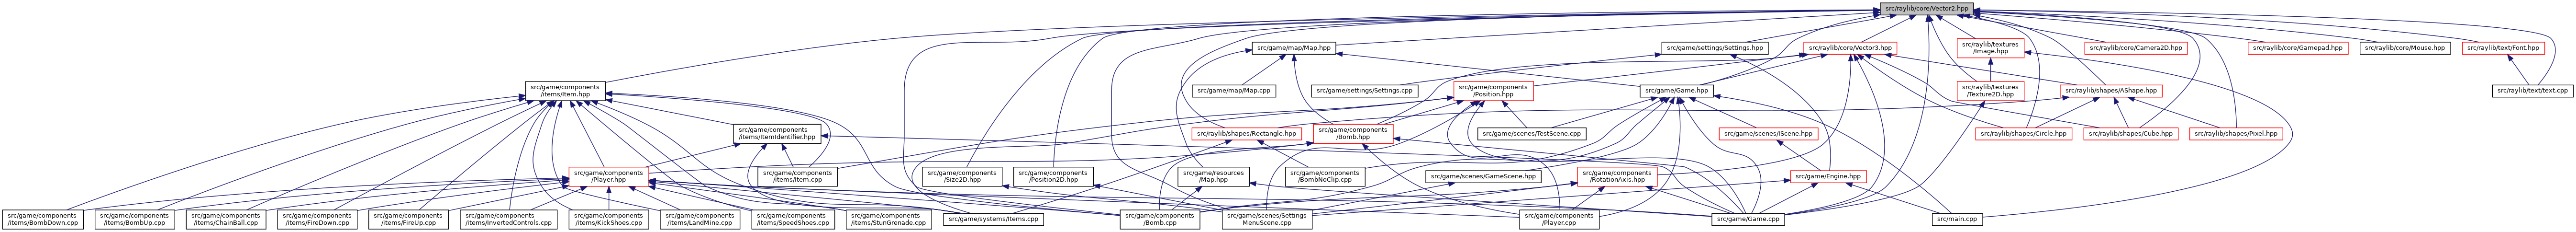 src/raylib/core/Vector2.hpp
src/game/map/Map.hpp
src/game/settings/Settings.hpp
src/raylib/core/Vector3.hpp
src/raylib/textures
/Image.hpp
src/raylib/core/Camera2D.hpp
src/raylib/core/Gamepad.hpp
src/raylib/core/Mouse.hpp
src/raylib/text/Font.hpp
src/game/components
/items/Item.hpp
src/game/map/Map.cpp
src/game/settings/Settings.cpp
src/game/components
/Position.hpp
src/game/Game.hpp
src/raylib/textures
/Texture2D.hpp
src/raylib/shapes/AShape.hpp
src/raylib/text/text.cpp
src/game/components
/items/ItemIdentifier.hpp
src/raylib/shapes/Rectangle.hpp
src/game/components
/Bomb.hpp
src/game/scenes/TestScene.cpp
src/game/scenes/IScene.hpp
src/raylib/shapes/Circle.hpp
src/raylib/shapes/Cube.hpp
src/raylib/shapes/Pixel.hpp
src/game/components
/Player.hpp
src/game/components
/items/Item.cpp
src/game/components
/Size2D.hpp
src/game/components
/Position2D.hpp
src/game/resources
/Map.hpp
src/game/components
/BombNoClip.cpp
src/game/scenes/GameScene.hpp
src/game/components
/RotationAxis.hpp
src/game/Engine.hpp
src/game/components
/items/BombDown.cpp
src/game/components
/items/BombUp.cpp
src/game/components
/items/ChainBall.cpp
src/game/components
/items/FireDown.cpp
src/game/components
/items/FireUp.cpp
src/game/components
/items/InvertedControls.cpp
src/game/components
/items/KickShoes.cpp
src/game/components
/items/LandMine.cpp
src/game/components
/items/SpeedShoes.cpp
src/game/components
/items/StunGrenade.cpp
src/game/systems/Items.cpp
src/game/components
/Bomb.cpp
src/game/scenes/Settings
MenuScene.cpp
src/game/components
/Player.cpp
src/game/Game.cpp
src/main.cpp